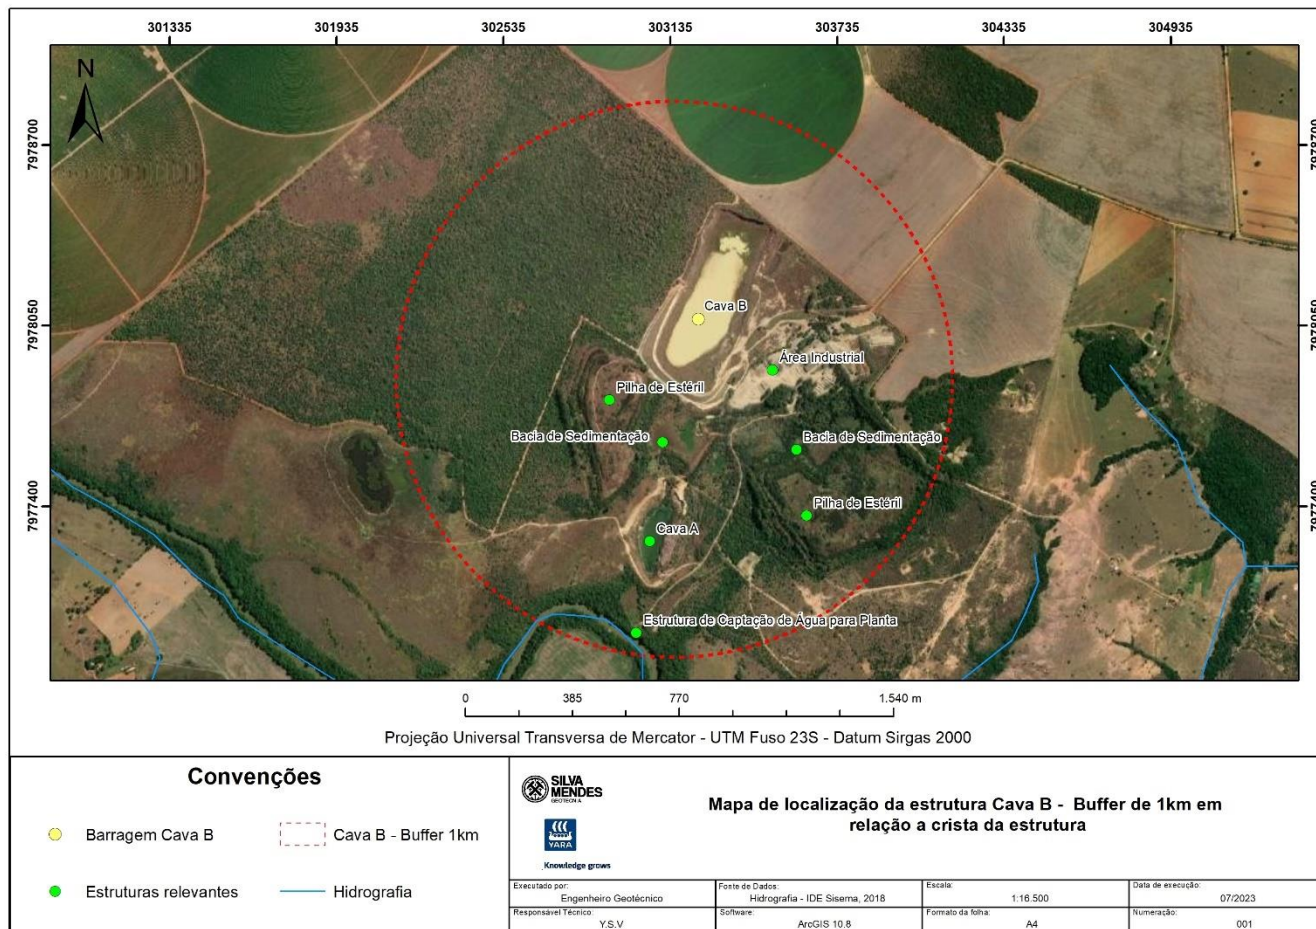 301335 301935 302535 303135 303735 304335 304935
N
7978700 7978700
Cava B
7978050 7978050
Área Industrial
Pilha de Estéril
Bacia de Sedimentação Bacia de Sedimentação
7977400 7977400
Pilha de Estéril
Cava A
Estrutura de Captação de Água para Planta
0 385 770 1.540 m
Projeção Universal Transversa de Mercator - UTM Fuso 23S - Datum Sirgas 2000
Convenções
Barragem Cava B Cava B - Buffer 1km
Estruturas relevantes Hidrografia
SILVA
MENDES
GEOTECNIA
YARA
Knowledge grows
Mapa de localização da estrutura Cava B - Buffer de 1km em
relação a crista da estrutura
Executado por: Fonte de Dados: Escala: Data de execução:
Engenheiro Geotécnico Hidrografia - IDE Sisema, 2018 1:16.500 07/2023
Responsável Técnico: Software: Formato da folha: Numeração:
Y.S.V ArcGIS 10.8 A4 001